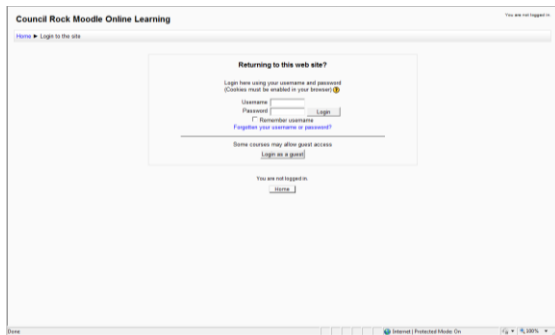 Council Rock Moodle Online Learning
You are not logged in.
Home ► Login to the site
Returning to this web site?
Login here using your username and password
(Cookies must be enabled in your browser)
Username
Password
Login
Remember username
Forgotten your username or password?
Some courses may allow guest access
Login as a guest
You are not logged in.
Home
Done
Internet | Protected Mode: On
100%